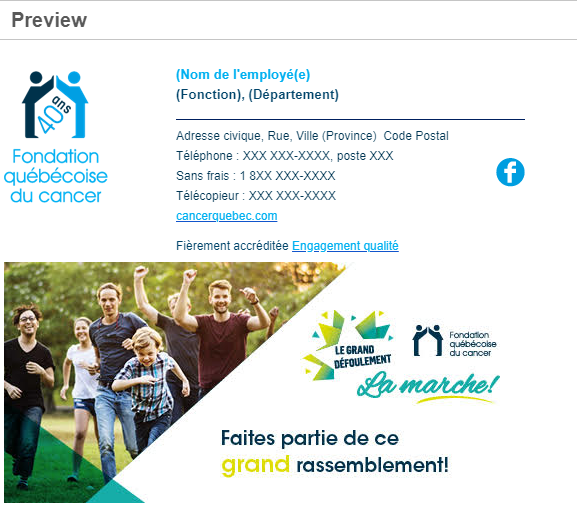 Preview
40 ans
Fondation
québécoise
du cancer
(Nom de l'employé(e)
(Fonction), (Département)
Adresse civique, Rue, Ville (Province) Code Postal
Téléphone : XXX XXX-XXXX, poste XXX
Sans frais : 1 8XX XXX-XXXX
Télécopieur : XXX XXX-XXXX
cancerquebec.com
Fièrement accréditée Engagement qualité
f
LE GRAND
DÉFOULEMENT
Fondation
québécoise
du cancer
La marche!
Faites partie de ce
grand rassemblement!